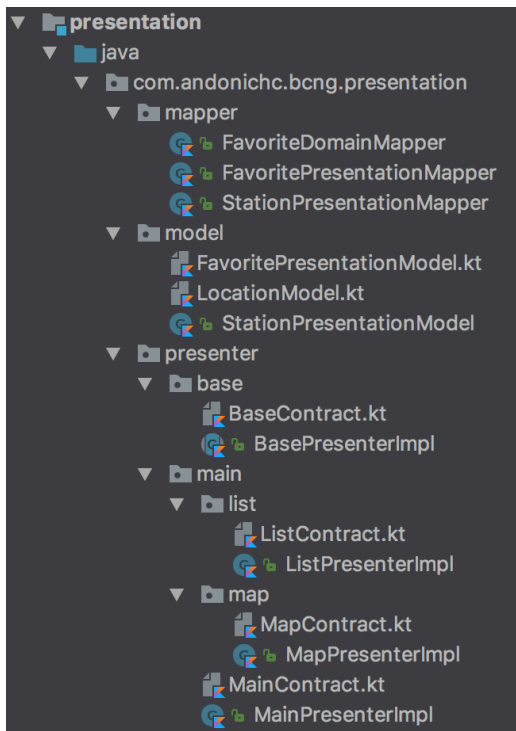 presentation
java
com.andonichc.bcng.presentation
mapper
FavoriteDomainMapper
FavoritePresentationMapper
StationPresentationMapper
model
FavoritePresentationModel.kt
LocationModel.kt
StationPresentationModel
presenter
base
BaseContract.kt
BasePresenterImpl
main
list
ListContract.kt
ListPresenterImpl
map
MapContract.kt
MapPresenterImpl
MainContract.kt
MainPresenterImpl